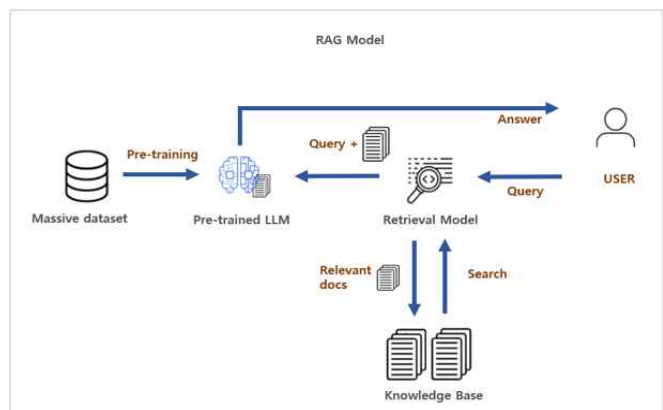 RAG Model
Answer
Query +
Pre-training
Query
USER
Massive dataset
Pre-trained LLM
Retrieval Model
Relevant
docs
Search
Knowledge Base